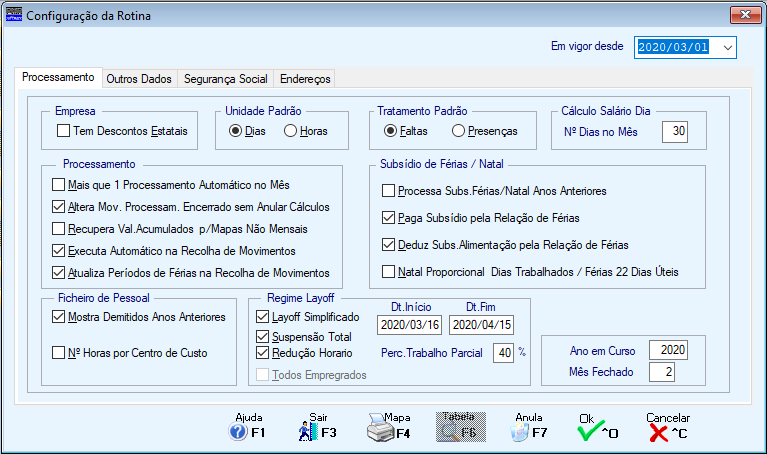 Configuração da Rotina
Em vigor desde 2020/03/01
Processamento Outros Dados Segurança Social Endereços
Empresa
Tem Descontos Estatais
Unidade Padrão
Dias Horas
Tratamento Padrão
Faltas Presenças
Cálculo Salário Dia
Nº Dias no Mês 30
Processamento
Mais que 1 Processamento Automático no Mês
Altera Mov. Processam. Encerrado sem Anular Cálculos
Recupera Val.Acumulados p/Mapas Não Mensais
Executa Automático na Recolha de Movimentos
Atualiza Períodos de Férias na Recolha de Movimentos
Subsídio de Férias / Natal
Processa Subs.Férias/Natal Anos Anteriores
Paga Subsídio pela Relação de Férias
Deduz Subs.Alimentação pela Relação de Férias
Natal Proporcional Dias Trabalhados / Férias 22 Dias Úteis
Ficheiro de Pessoal
Mostra Demitidos Anos Anteriores
Nº Horas por Centro de Custo
Regime Layoff
Layoff Simplificado
Suspensão Total
Redução Horario
Todos Empregrados
Dt.Início Dt.Fim
2020/03/16 2020/04/15
Perc.Trabalho Parcial 40 %
Ano em Curso 2020
Mês Fechado 2
Ajuda F1
Sair F3
Mapa F4
Tabela F6
Anula F7
Ok ^O
Cancelar ^C